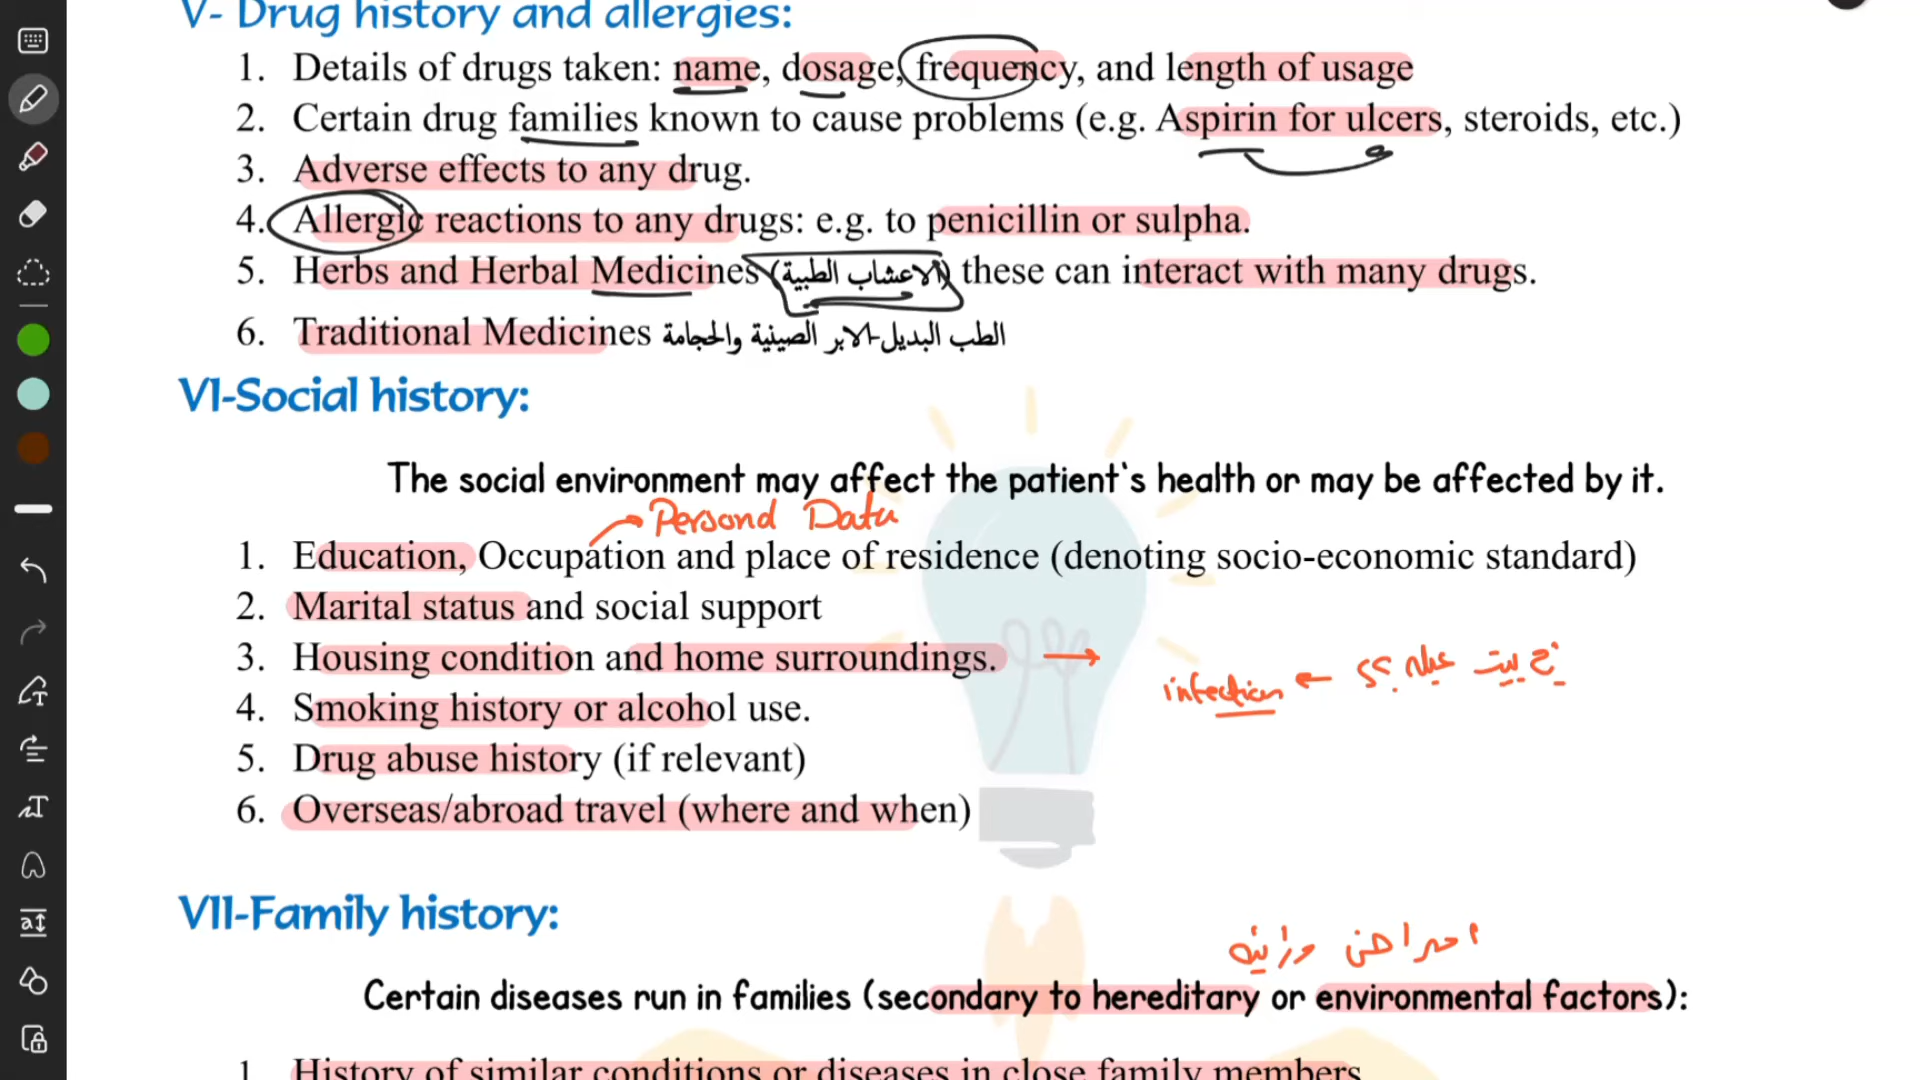 V- Drug history and allergies:
1. Details of drugs taken: name, dosage, frequency, and length of usage
2. Certain drug families known to cause problems (e.g. Aspirin for ulcers, steroids, etc.)
3. Adverse effects to any drug.
4. Allergic reactions to any drugs: e.g. to penicillin or sulpha.
5. Herbs and Herbal Medicines (الاعشاب الطبية) these can interact with many drugs.
6. Traditional Medicines الطب البديل-الابر الصينية والحجامة
VI-Social history:
The social environment may affect the patient's health or may be affected by it.
Personal Data
1. Education, Occupation and place of residence (denoting socio-economic standard)
2. Marital status and social support
3. Housing condition and home surroundings.
بيت عيله ؟؟ ← infection
4. Smoking history or alcohol use.
5. Drug abuse history (if relevant)
6. Overseas/abroad travel (where and when)
VII-Family history:
امراض وراثيه
Certain diseases run in families (secondary to hereditary or environmental factors):
1. History of similar conditions or diseases in close family members